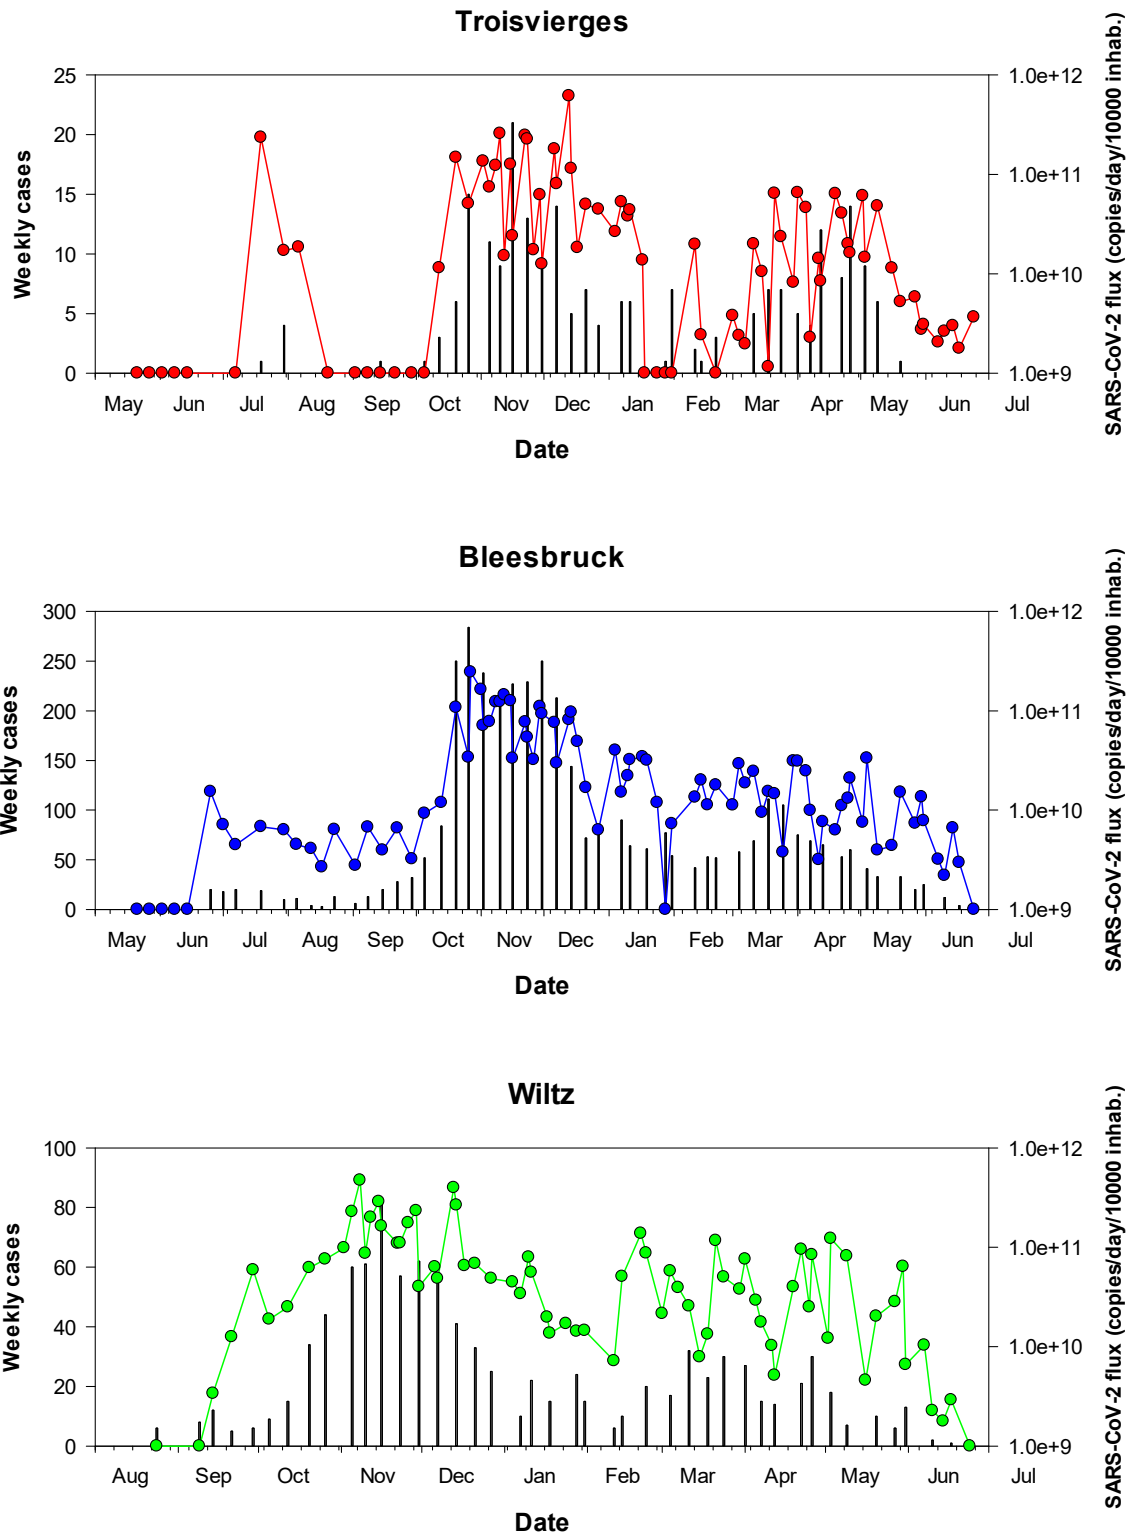 Troisvierges
25
20
15
10
5
0
Weekly cases
1.0e+12
1.0e+11
1.0e+10
1.0e+9
SARS-CoV-2 flux (copies/day/10000 inhab.)
May Jun Jul Aug Sep Oct Nov Dec Jan Feb Mar Apr May Jun Jul
Date
Bleesbruck
300
250
200
150
100
50
0
Weekly cases
1.0e+12
1.0e+11
1.0e+10
1.0e+9
SARS-CoV-2 flux (copies/day/10000 inhab.)
May Jun Jul Aug Sep Oct Nov Dec Jan Feb Mar Apr May Jun Jul
Date
Wiltz
100
80
60
40
20
0
Weekly cases
1.0e+12
1.0e+11
1.0e+10
1.0e+9
SARS-CoV-2 flux (copies/day/10000 inhab.)
Aug Sep Oct Nov Dec Jan Feb Mar Apr May Jun Jul
Date